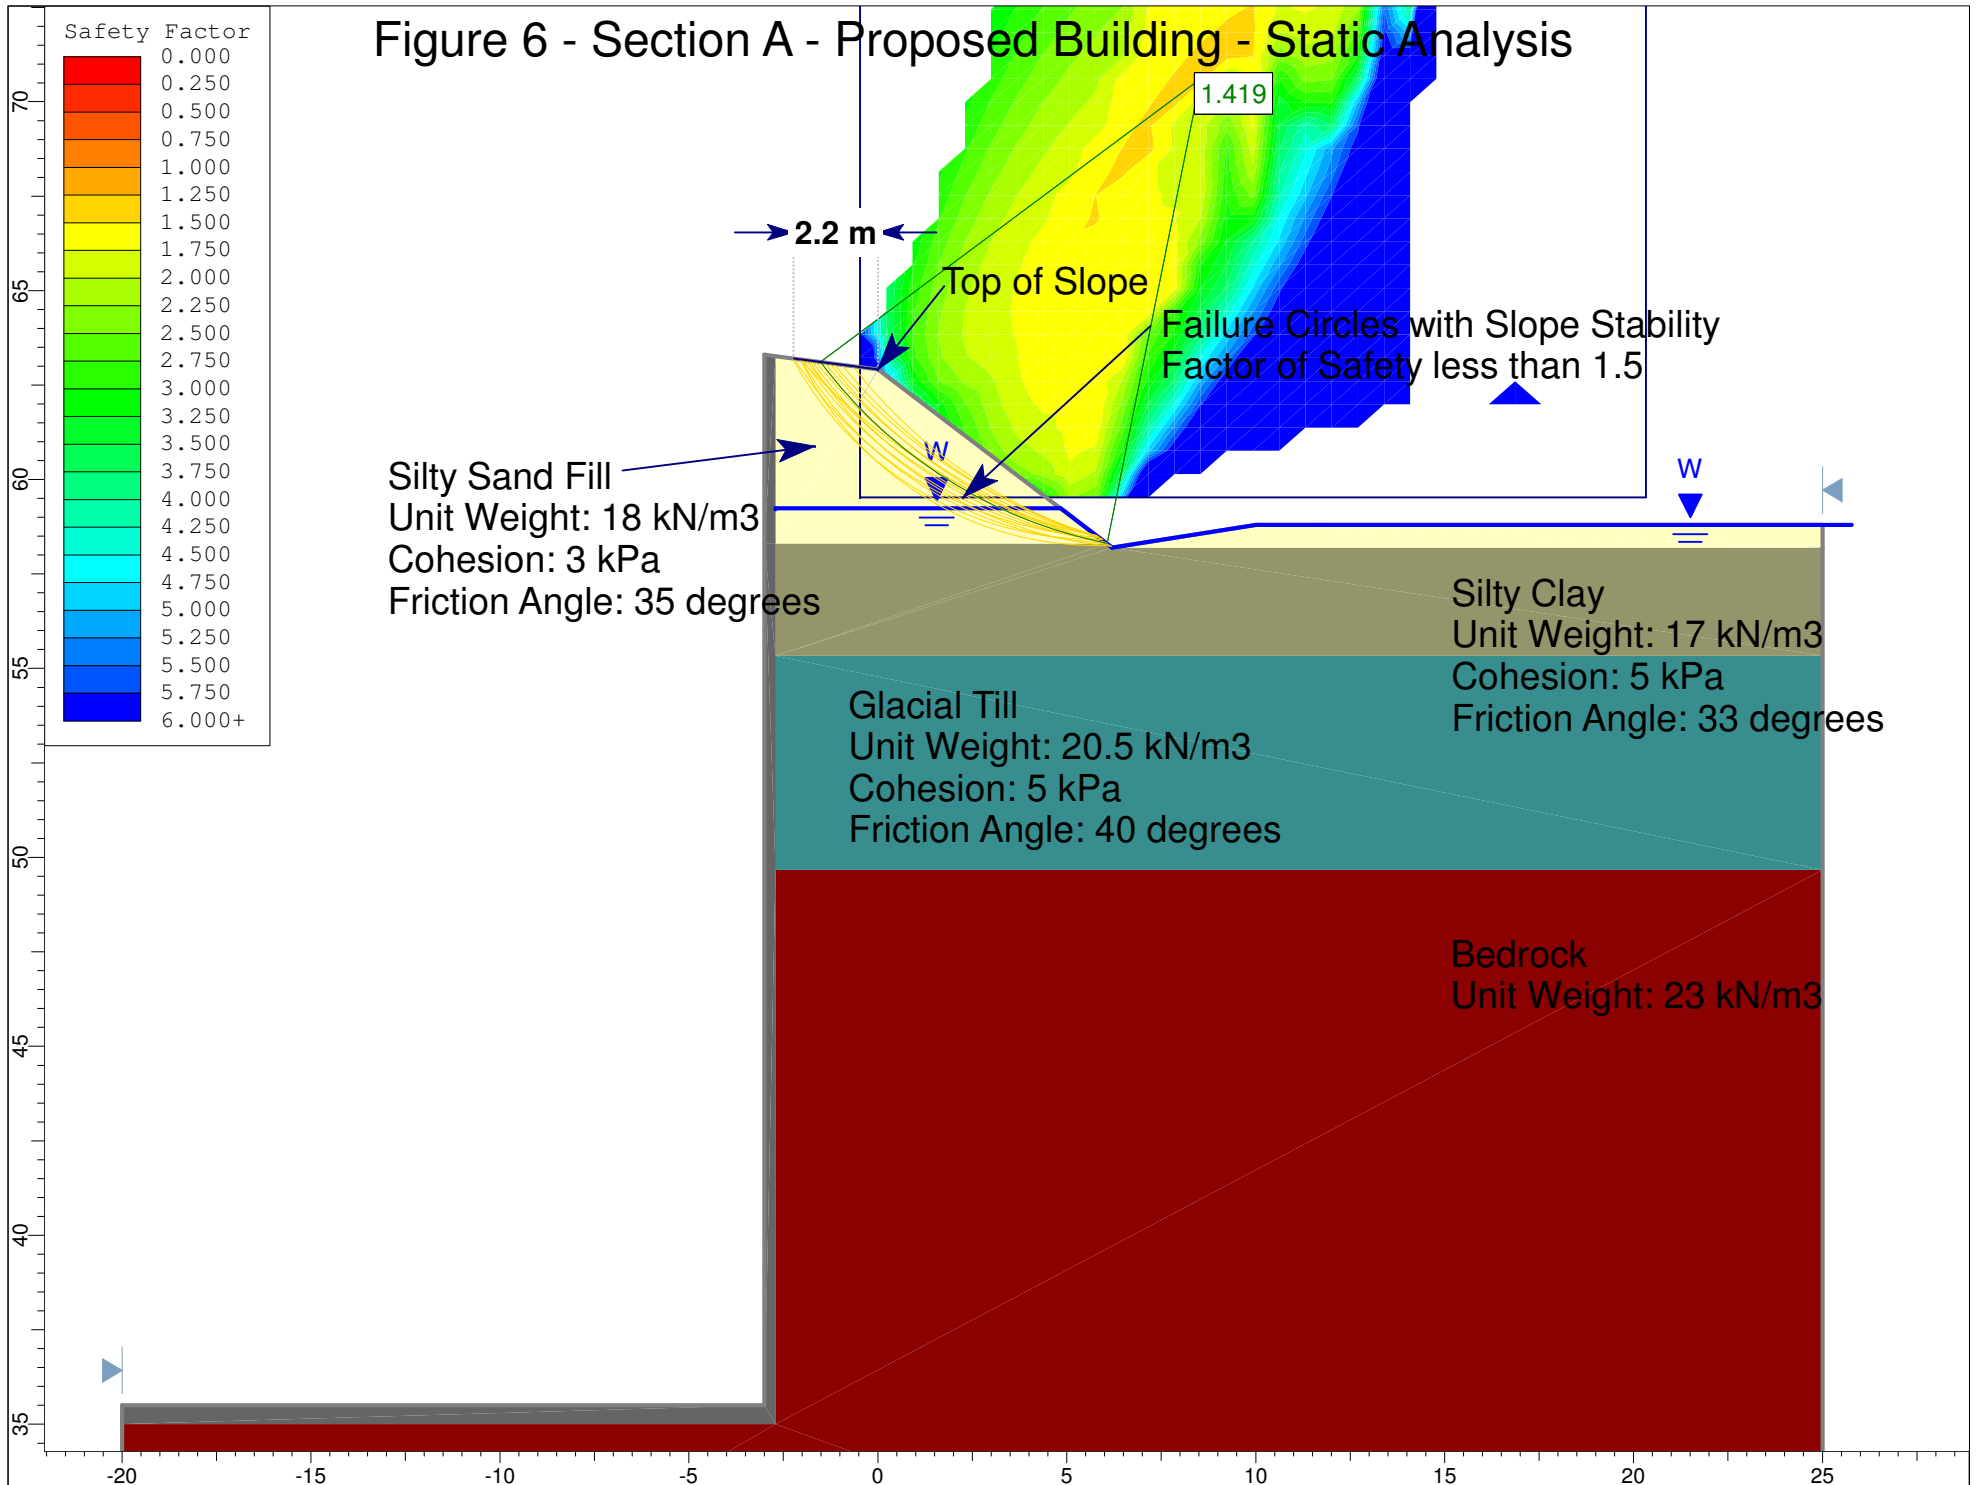 Figure 6 - Section A - Proposed Building - Static Analysis
Safety Factor
0.000
0.250
0.500
0.750
1.000
1.250
1.500
1.750
2.000
2.250
2.500
2.750
3.000
3.250
3.500
3.750
4.000
4.250
4.500
4.750
5.000
5.250
5.500
5.750
6.000+
1.419
2.2 m
Top of Slope
Failure Circles with Slope Stability
Factor of Safety less than 1.5
W
W
Silty Sand Fill
Unit Weight: 18 kN/m3
Cohesion: 3 kPa
Friction Angle: 35 degrees
Silty Clay
Unit Weight: 17 kN/m3
Cohesion: 5 kPa
Friction Angle: 33 degrees
Glacial Till
Unit Weight: 20.5 kN/m3
Cohesion: 5 kPa
Friction Angle: 40 degrees
Bedrock
Unit Weight: 23 kN/m3
70
65
60
55
50
45
40
35
-20
-15
-10
-5
0
5
10
15
20
25